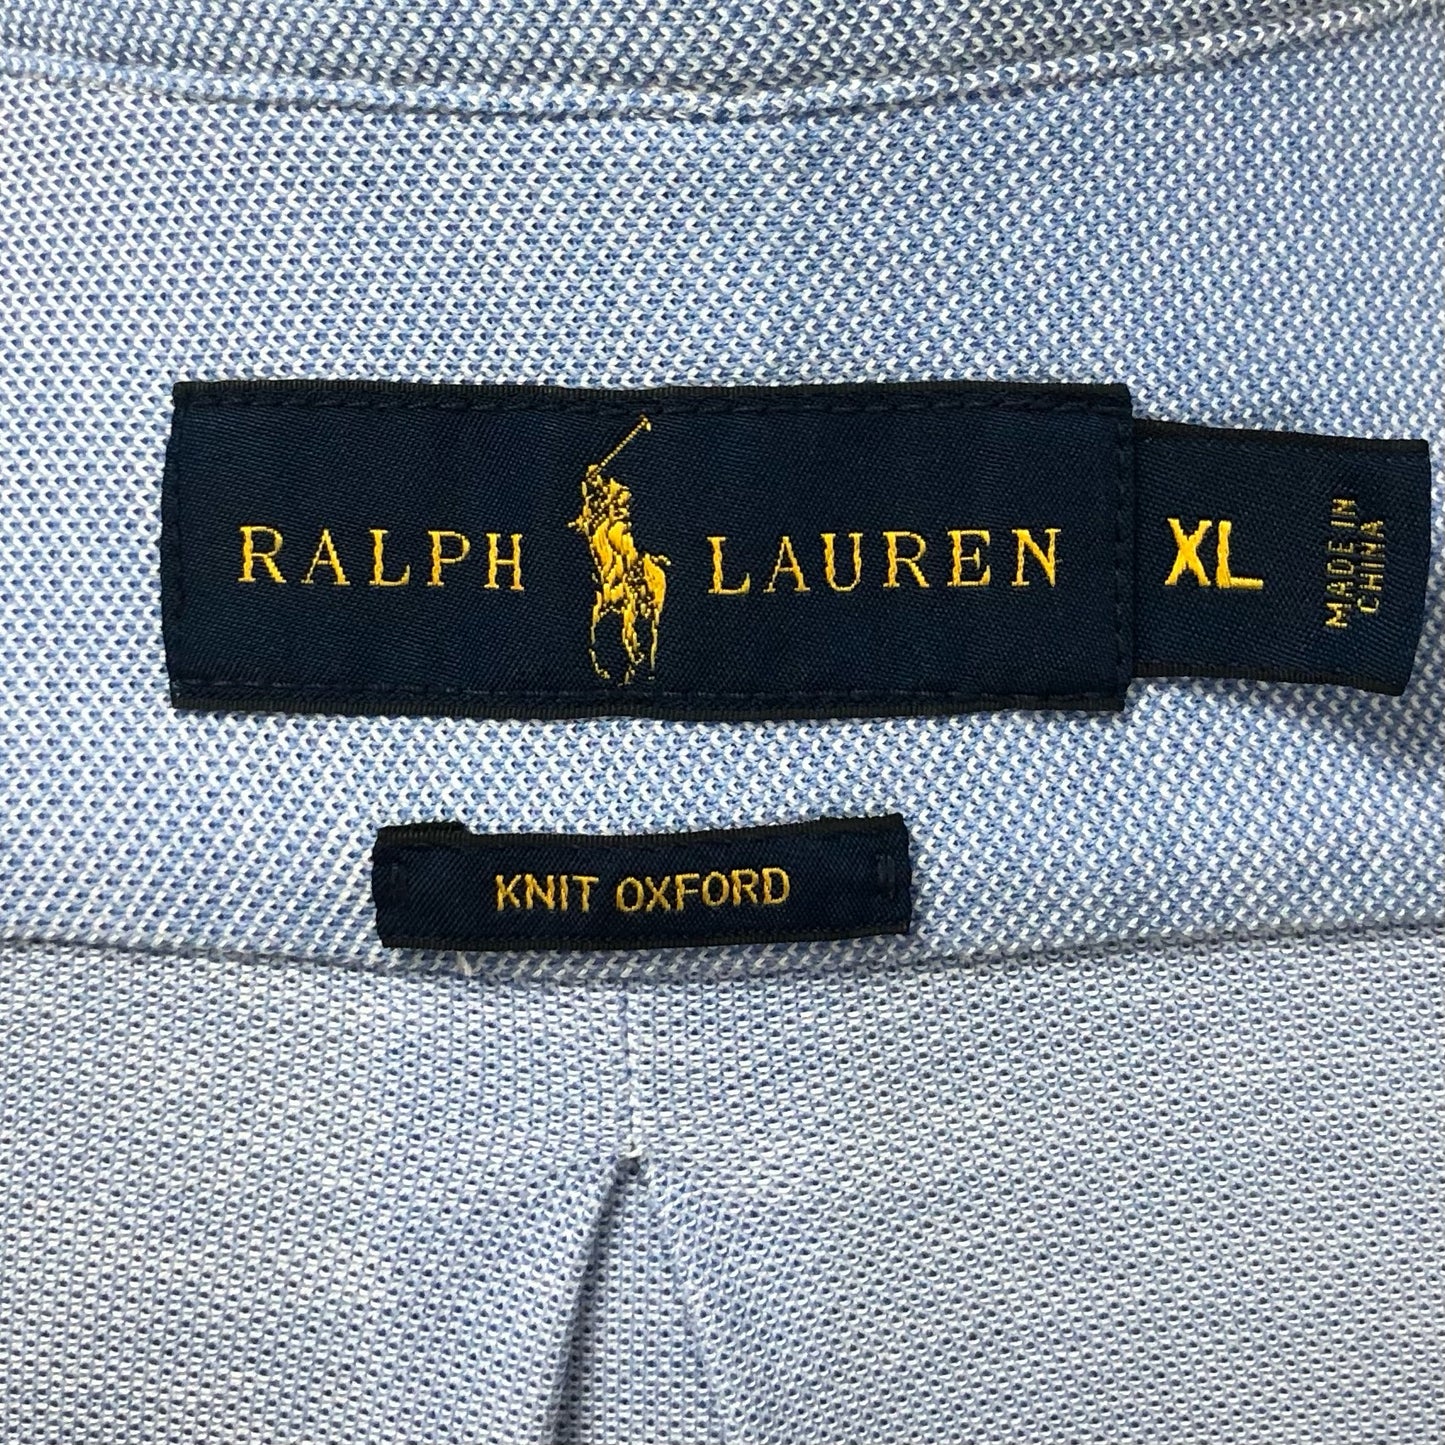 RALPH LAUREN
XL
MADE IN
CHINA
KNIT OXFORD